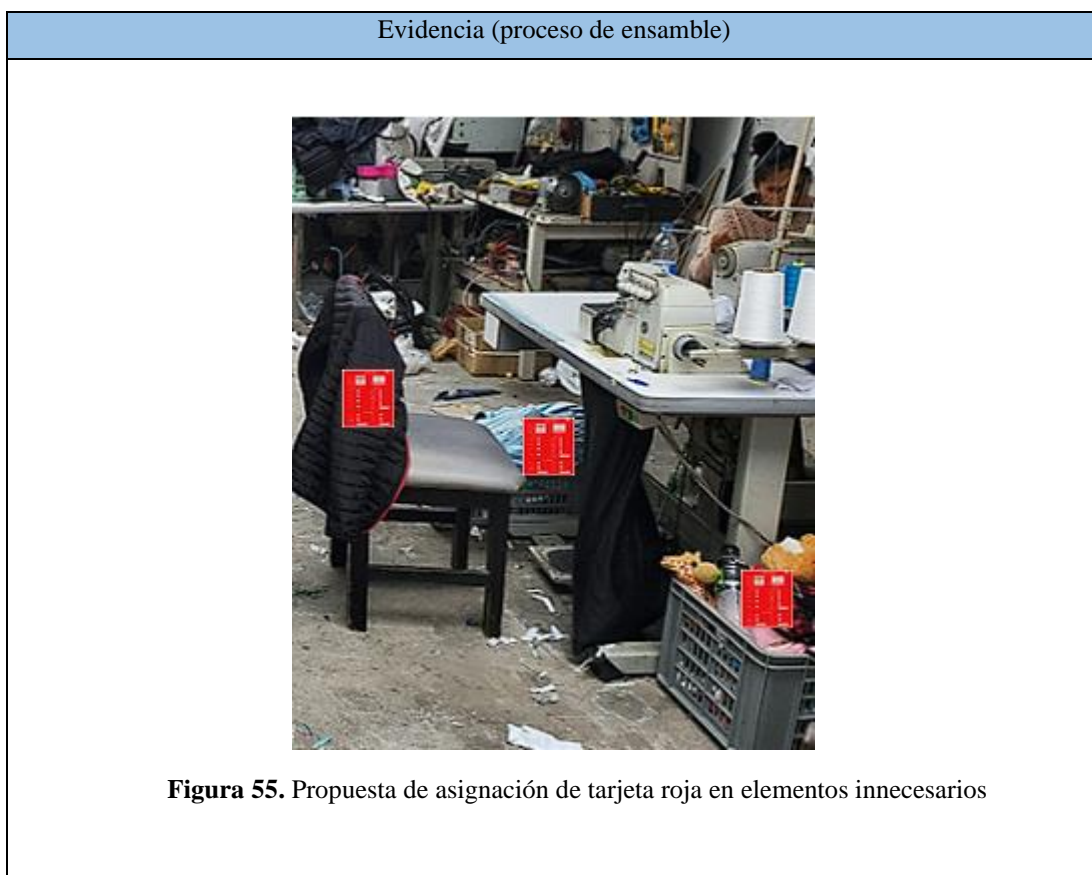 Evidencia (proceso de ensamble)
Figura 55. Propuesta de asignación de tarjeta roja en elementos innecesarios